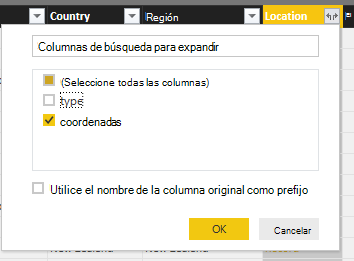 Country Región Location
Columnas de búsqueda para expandir
(Seleccione todas las columnas)
type
coordenadas
Utilice el nombre de la columna original como prefijo
OK Cancelar